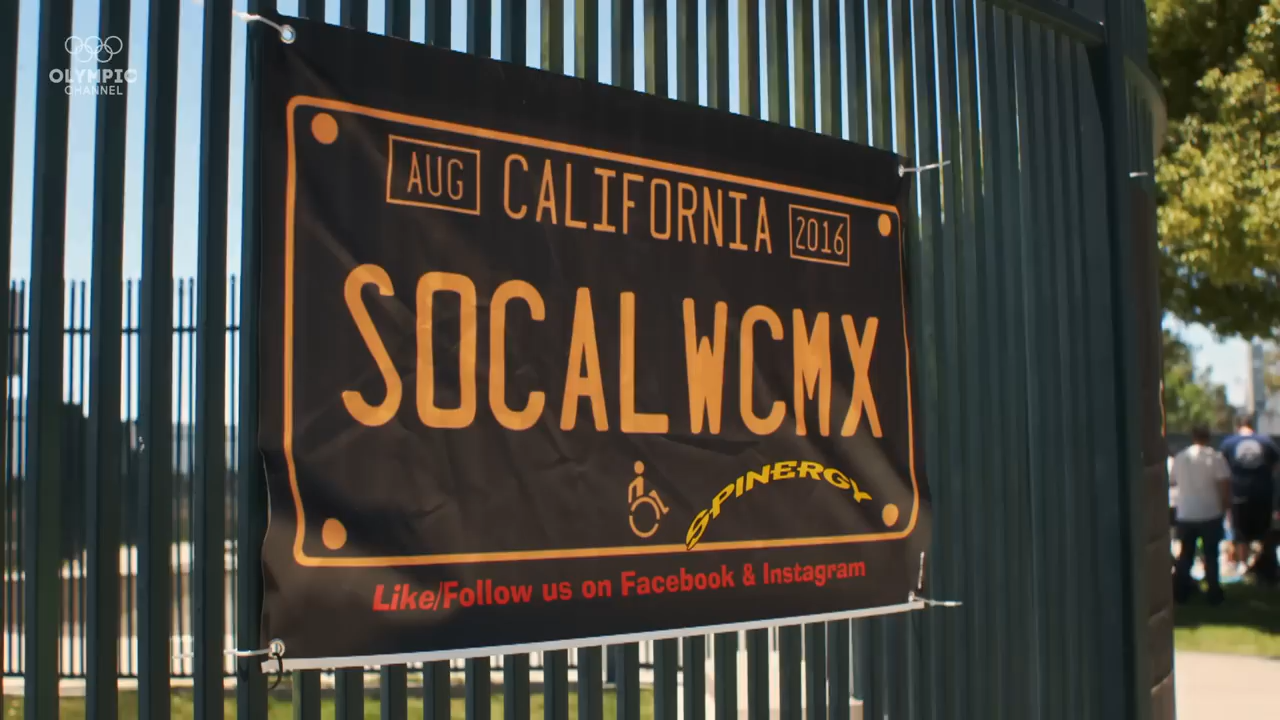 OLYMPIC
CHANNEL
AUG CALIFORNIA 2016
SOCALWCMX
SPINERGY
Like/Follow us on Facebook & Instagram